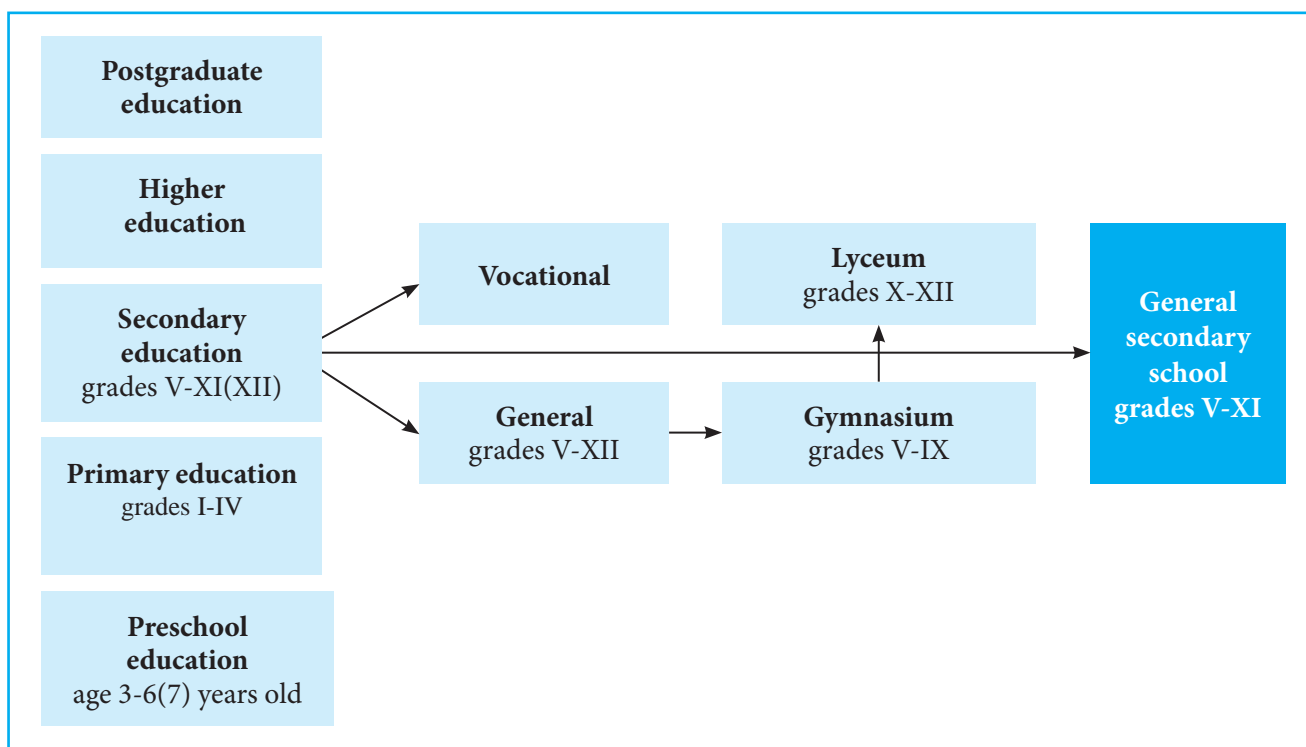 Postgraduate
education
Higher
education
Secondary
education
grades V-XI(XII)
Primary education
grades I-IV
Preschool
education
age 3-6(7) years old
Vocational
General
grades V-XII
Lyceum
grades X-XII
Gymnasium
grades V-IX
General
secondary
school
grades V-XI